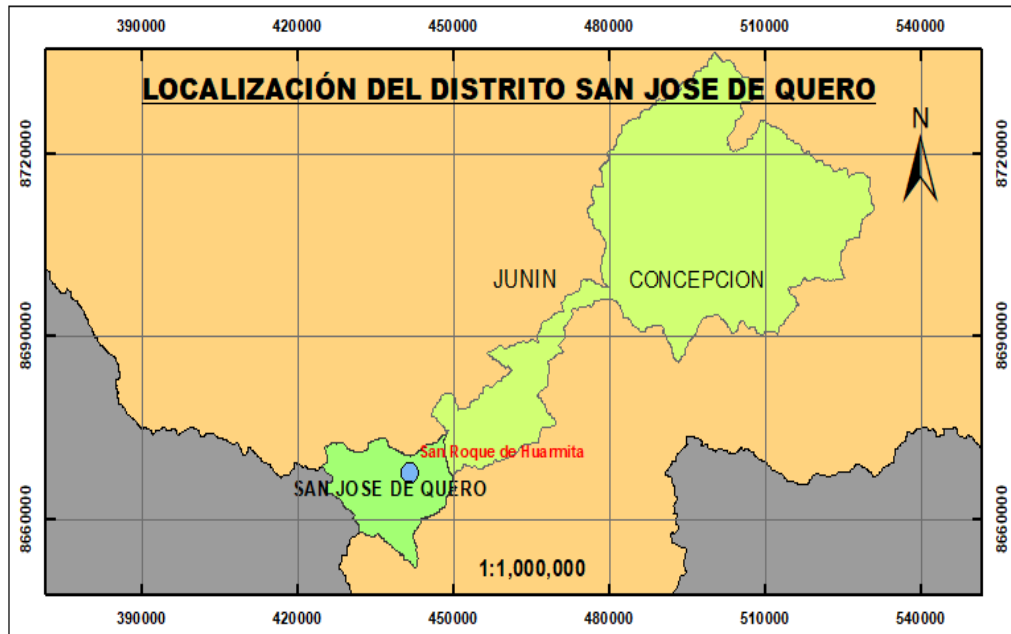 390000 420000 450000 480000 510000 540000
LOCALIZACIÓN DEL DISTRITO SAN JOSE DE QUERO
N
8720000 8720000
JUNIN CONCEPCION
8690000 8690000
San Roque de Huarmita
SAN JOSE DE QUERO
8660000 8660000
1:1,000,000
390000 420000 450000 480000 510000 540000